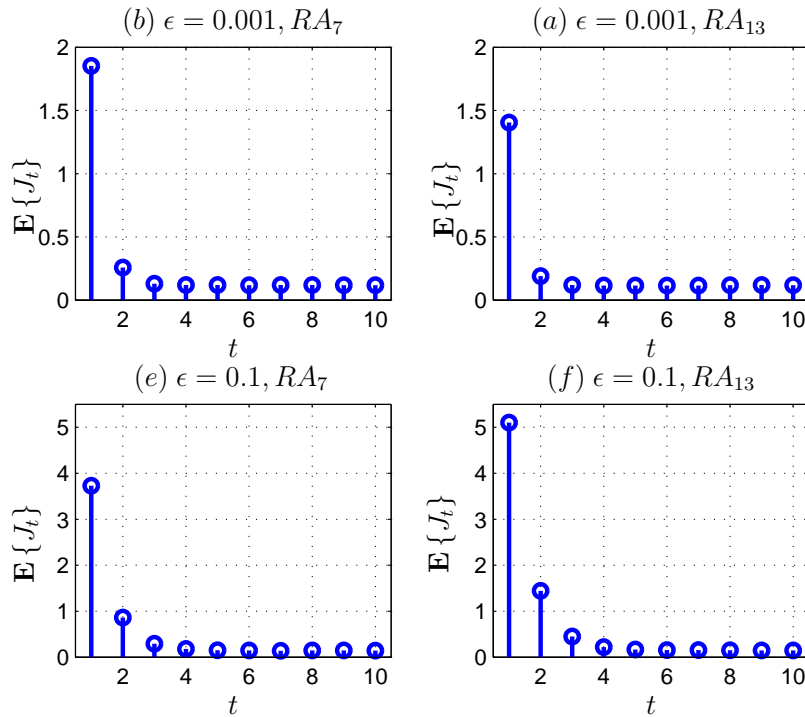 (b) ϵ = 0.001, RA₇
(a) ϵ = 0.001, RA₁₃
2
1.5
1
0.5
0
E {Jₜ}
2 4 6 8 10
t
2
1.5
1
0.5
0
E {Jₜ}
2 4 6 8 10
t
(e) ϵ = 0.1, RA₇
(f) ϵ = 0.1, RA₁₃
5
4
3
2
1
0
E {Jₜ}
2 4 6 8 10
t
5
4
3
2
1
0
E {Jₜ}
2 4 6 8 10
t